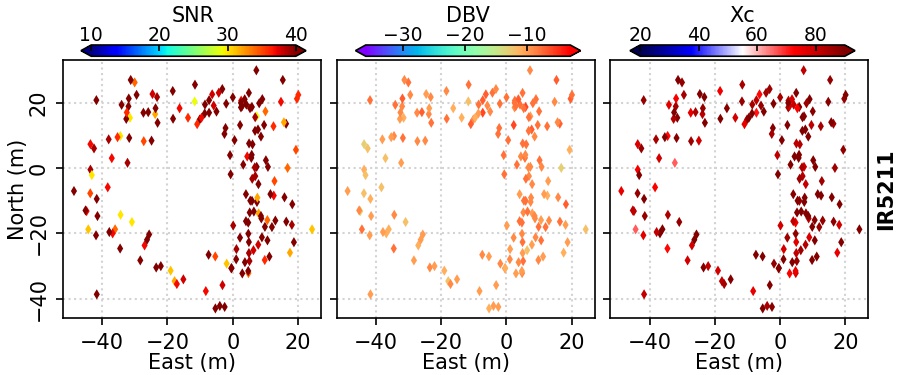 SNR DBV Xc
10 20 30 40 −30 −20 −10 20 40 60 80
North (m)
20
0
−20
−40
−40 −20 0 20 −40 −20 0 20 −40 −20 0 20
East (m) East (m) East (m)
IR5211